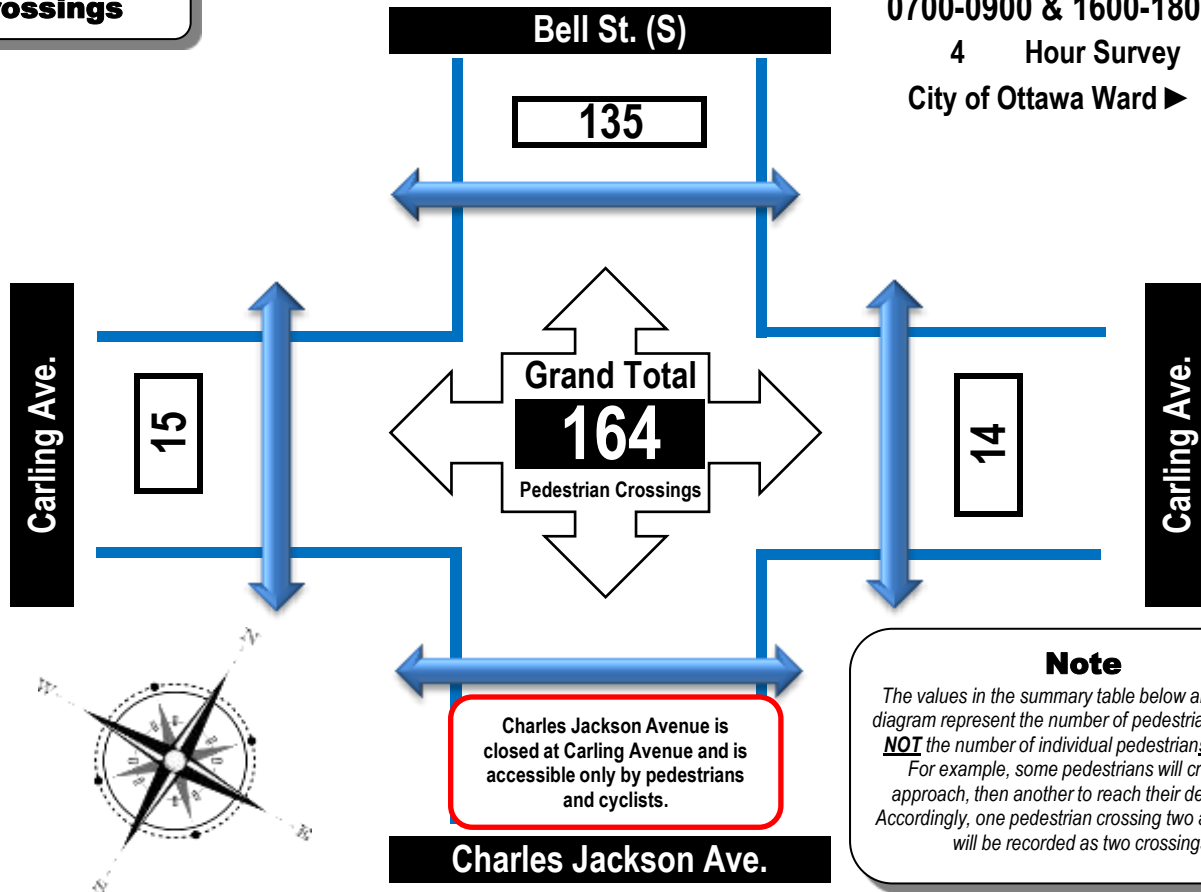 rossings
0700-0900 & 1600-180
4 Hour Survey
City of Ottawa Ward ►
Bell St. (S)
135
Carling Ave.
15
Grand Total
164
Pedestrian Crossings
14
Carling Ave.
N
W
Charles Jackson Avenue is
closed at Carling Avenue and is
accessible only by pedestrians
and cyclists.
Charles Jackson Ave.
Note
The values in the summary table below a
diagram represent the number of pedestria
NOT the number of individual pedestrians
For example, some pedestrians will cr
approach, then another to reach their de
Accordingly, one pedestrian crossing two a
will be recorded as two crossing